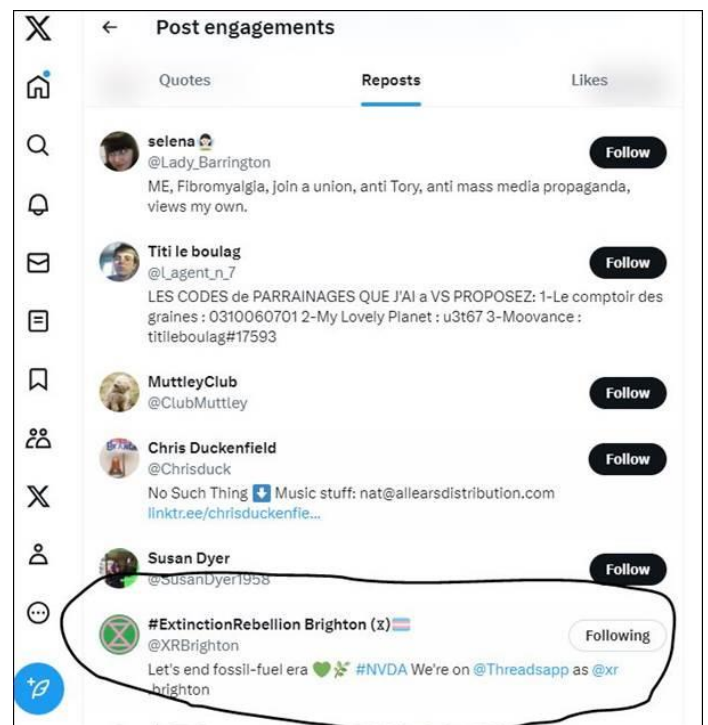 Post engagements
Quotes Reposts Likes
selena
@Lady_Barrington
Follow
ME, Fibromyalgia, join a union, anti Tory, anti mass media propaganda,
views my own.
Titi le boulag
@l_agent_n_7
Follow
LES CODES de PARRAINAGES QUE J'AI a VS PROPOSEZ: 1-Le comptoir des
graines : 0310060701 2-My Lovely Planet : u3t67 3-Moovance :
titileboulag#17593
MuttleyClub
@ClubMuttley
Follow
Chris Duckenfield
@Chrisduck
Follow
No Such Thing ⬇️ Music stuff: nat@allearsdistribution.com
linktr.ee/chrisduckenfie...
Susan Dyer
@SusanDyer1958
Follow
#ExtinctionRebellion Brighton (⧖)
@XRBrighton
Following
Let's end fossil-fuel era 💚🌿 #NVDA We're on @Threadsapp as @xr
.brighton